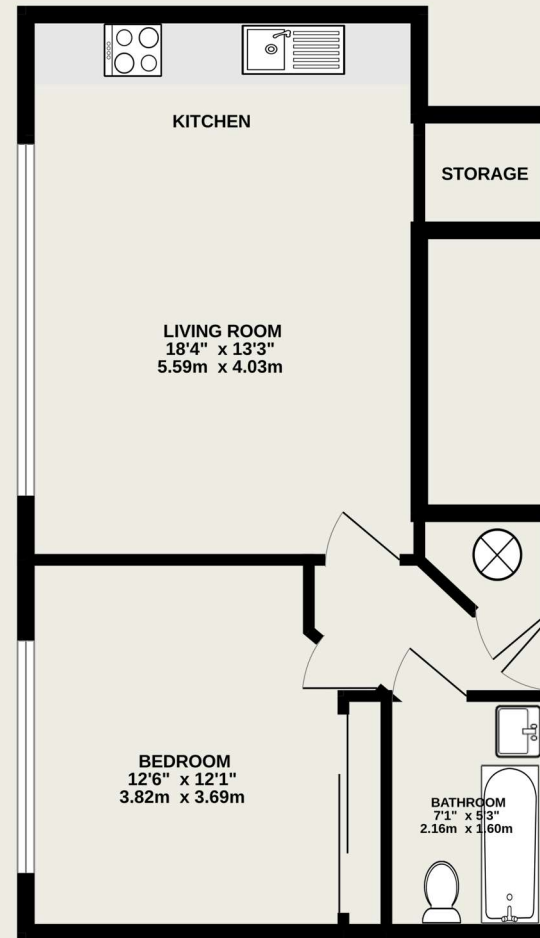 KITCHEN
STORAGE
LIVING ROOM
18'4" x 13'3"
5.59m x 4.03m
BEDROOM
12'6" x 12'1"
3.82m x 3.69m
BATHROOM
7'1" x 5'3"
2.16m x 1.60m